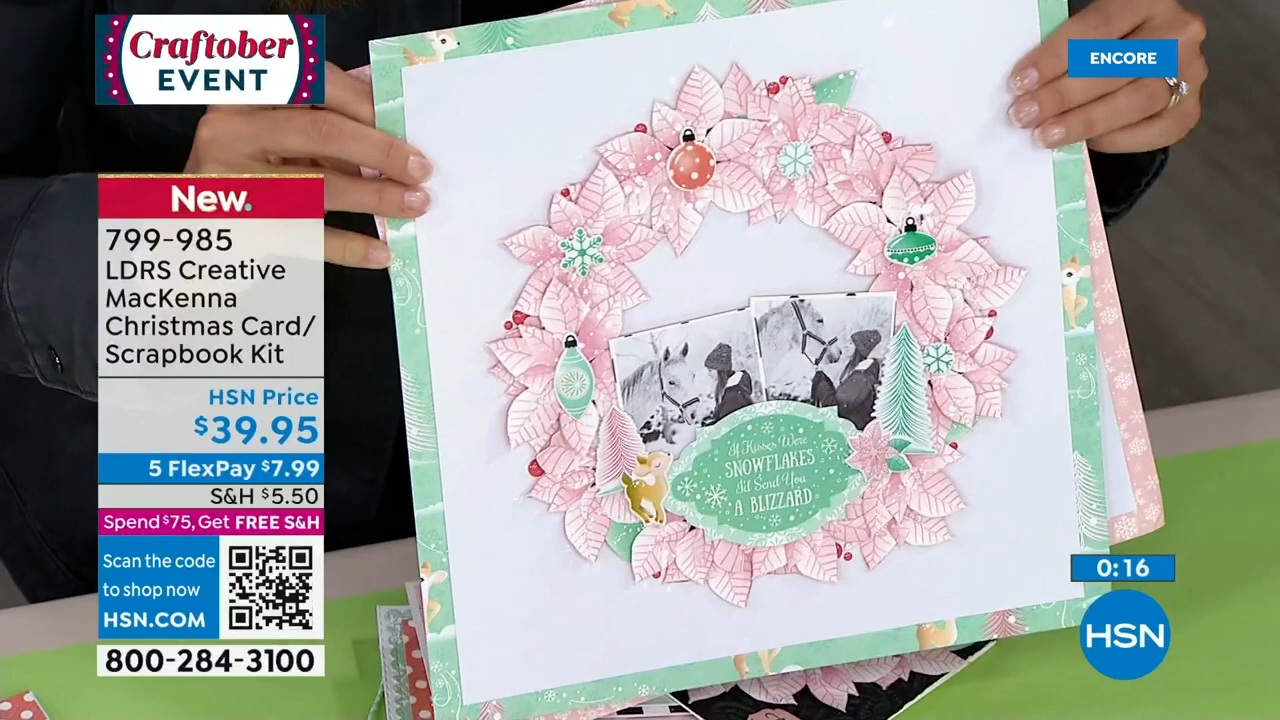 Craftober
EVENT
ENCORE
New.
799-985
LDRS Creative
MacKenna
Christmas Card/
Scrapbook Kit
HSN Price
$39.95
5 FlexPay $7.99
S&H $5.50
Spend $75, Get FREE S&H
Scan the code
to shop now
HSN.COM
800-284-3100
If Kisses Were
SNOWFLAKES
I'd Send You
A BLIZZARD
0:16
HSN